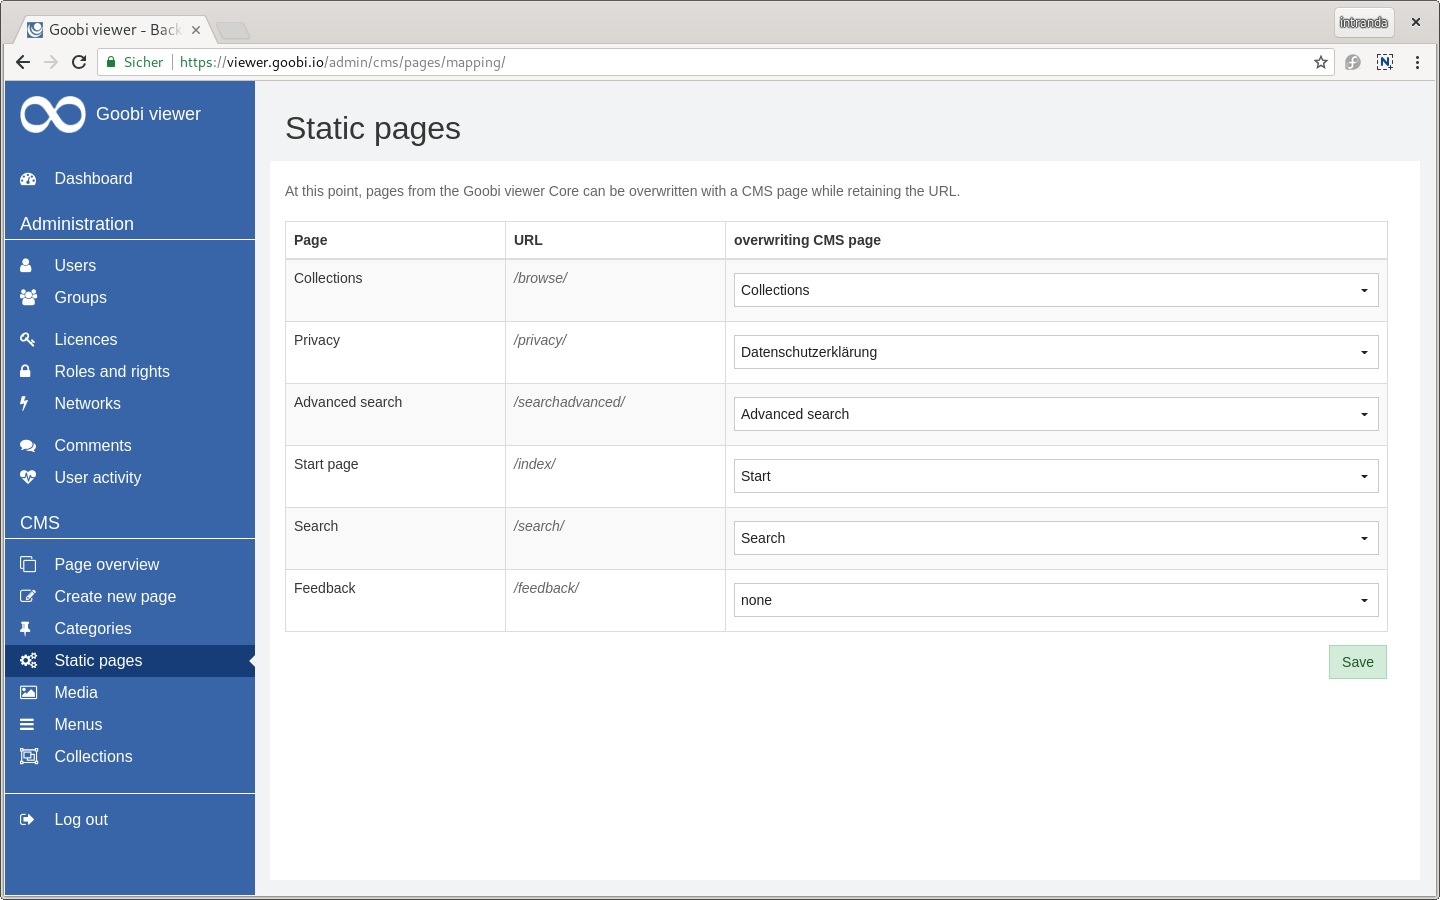 Goobi viewer - Back
intranda
Sicher
https://viewer.goobi.io/admin/cms/pages/mapping/
Goobi viewer
Dashboard
Administration
Users
Groups
Licences
Roles and rights
Networks
Comments
User activity
CMS
Page overview
Create new page
Categories
Static pages
Media
Menus
Collections
Log out
Static pages
At this point, pages from the Goobi viewer Core can be overwritten with a CMS page while retaining the URL.
Page URL overwriting CMS page
Collections /browse/ Collections
Privacy /privacy/ Datenschutzerklärung
Advanced search /searchadvanced/ Advanced search
Start page /index/ Start
Search /search/ Search
Feedback /feedback/ none
Save